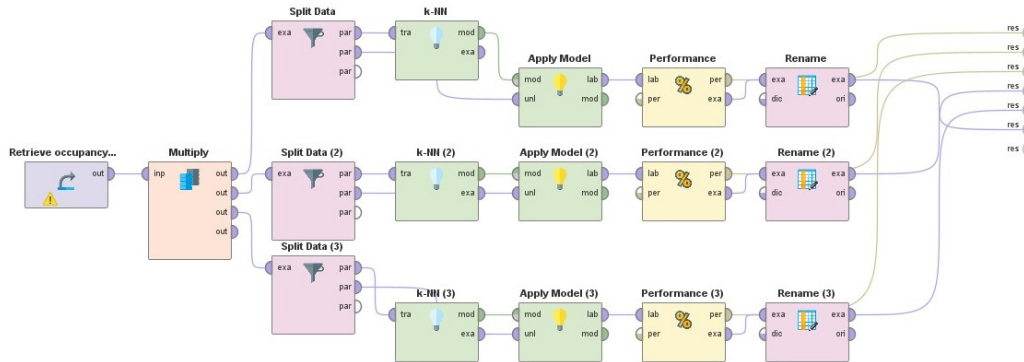 Split Data
k-NN
exa par tra mod
par exa
par
Apply Model
Performance
Rename
mod lab lab per exa exa
unl mod per exa dic ori
res
res
res
res
res
res
res
Retrieve occupancy...
Multiply
Split Data (2)
k-NN (2)
Apply Model (2)
Performance (2)
Rename (2)
out inp out exa par tra mod mod lab lab per exa exa
out par exa unl mod per exa dic ori
out par
out
Split Data (3)
exa par
par
par
k-NN (3)
Apply Model (3)
Performance (3)
Rename (3)
tra mod mod lab lab per exa exa
exa unl mod per exa dic ori